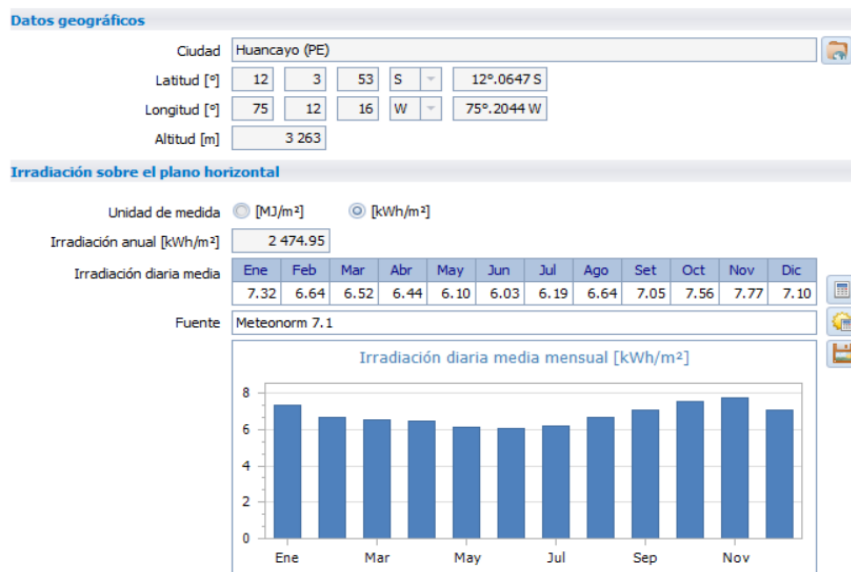 Datos geográficos
Ciudad Huancayo (PE)
Latitud [°] 12 3 53 S 12°.0647 S
Longitud [°] 75 12 16 W 75°.2044 W
Altitud [m] 3 263
Irradiación sobre el plano horizontal
Unidad de medida [MJ/m²] [kWh/m²]
Irradiación anual [kWh/m²] 2 474.95
Irradiación diaria media Ene Feb Mar Abr May Jun Jul Ago Set Oct Nov Dic
7.32 6.64 6.52 6.44 6.10 6.03 6.19 6.64 7.05 7.56 7.77 7.10
Fuente Meteonorm 7.1
Irradiación diaria media mensual [kWh/m²]
8
6
4
2
0
Ene Mar May Jul Sep Nov